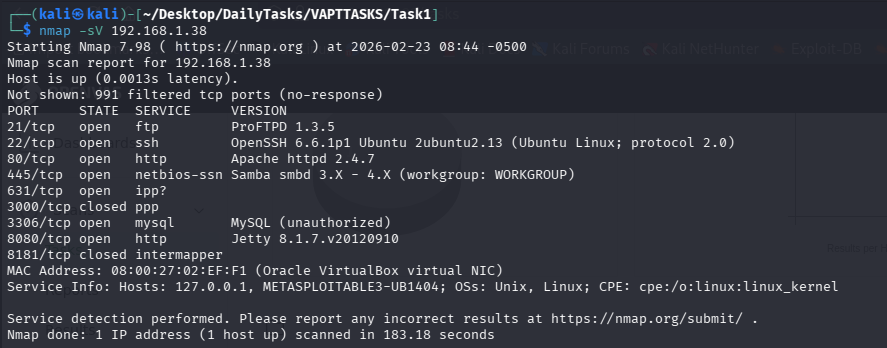 ┌──(kali㉿kali)-[~/Desktop/DailyTasks/VAPTTASKS/Task1]
└─$ nmap -sV 192.168.1.38
Starting Nmap 7.98 ( https://nmap.org ) at 2026-02-23 08:44 -0500
Nmap scan report for 192.168.1.38
Host is up (0.0013s latency).
Not shown: 991 filtered tcp ports (no-response)
PORT     STATE  SERVICE     VERSION
21/tcp   open   ftp         ProFTPD 1.3.5
22/tcp   open   ssh         OpenSSH 6.6.1p1 Ubuntu 2ubuntu2.13 (Ubuntu Linux; protocol 2.0)
80/tcp   open   http        Apache httpd 2.4.7
445/tcp  open   netbios-ssn Samba smbd 3.X - 4.X (workgroup: WORKGROUP)
631/tcp  open   ipp?
3000/tcp closed ppp
3306/tcp open   mysql       MySQL (unauthorized)
8080/tcp open   http        Jetty 8.1.7.v20120910
8181/tcp closed intermapper
MAC Address: 08:00:27:02:EF:F1 (Oracle VirtualBox virtual NIC)
Service Info: Hosts: 127.0.0.1, METASPLOITABLE3-UB1404; OSs: Unix, Linux; CPE: cpe:/o:linux:linux_kernel

Service detection performed. Please report any incorrect results at https://nmap.org/submit/ .
Nmap done: 1 IP address (1 host up) scanned in 183.18 seconds
Kali Forums
Kali NetHunter
Exploit-DB